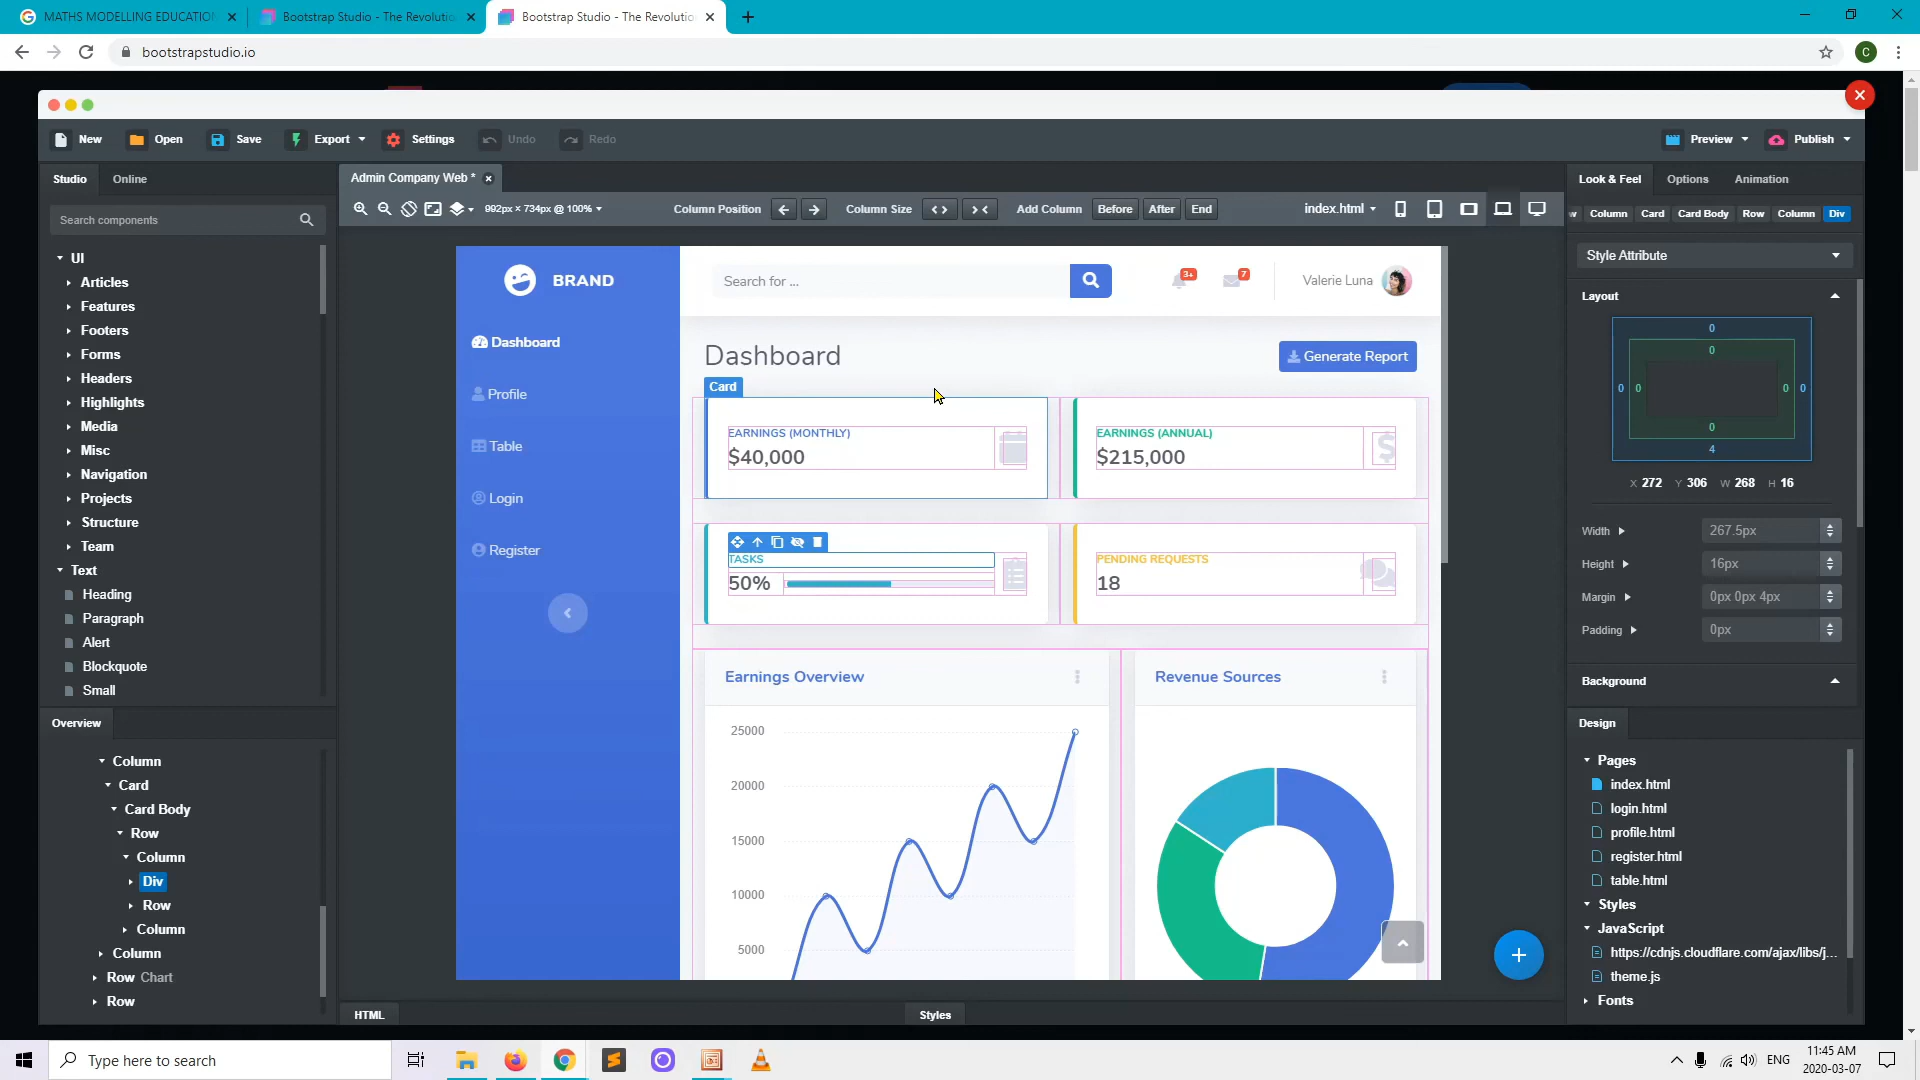 MATHS MODELLING EDUCATION
Bootstrap Studio - The Revolutio
Bootstrap Studio - The Revolutio
bootstrapstudio.io
C
New
Open
Save
Export
Settings
Undo
Redo
Preview
Publish
Studio
Online
Admin Company Web *
Look & Feel
Options
Animation
Search components
992px × 734px @ 100%
Column Position
Column Size
Add Column
Before
After
End
index.html
w
Column
Card
Card Body
Row
Column
Div
Style Attribute
UI
Articles
Features
Footers
Forms
Headers
Highlights
Media
Misc
Navigation
Projects
Structure
Team
Text
Heading
Paragraph
Alert
Blockquote
Small
BRAND
Dashboard
Profile
Table
Login
Register
Search for ...
3+
7
Valerie Luna
Dashboard
Generate Report
Card
EARNINGS (MONTHLY)
$40,000
EARNINGS (ANNUAL)
$215,000
TASKS
50%
PENDING REQUESTS
18
Earnings Overview
Revenue Sources
25000
20000
15000
10000
5000
Layout
0
0
0 0 0 0
0
4
X 272 Y 306 W 268 H 16
Width 267.5px
Height 16px
Margin 0px 0px 4px
Padding 0px
Background
Overview
Column
Card
Card Body
Row
Column
Div
Row
Column
Column
Row Chart
Row
HTML
Styles
Design
Pages
index.html
login.html
profile.html
register.html
table.html
Styles
JavaScript
https://cdnjs.cloudflare.com/ajax/libs/j...
theme.js
Fonts
Type here to search
ENG
11:45 AM
2020-03-07